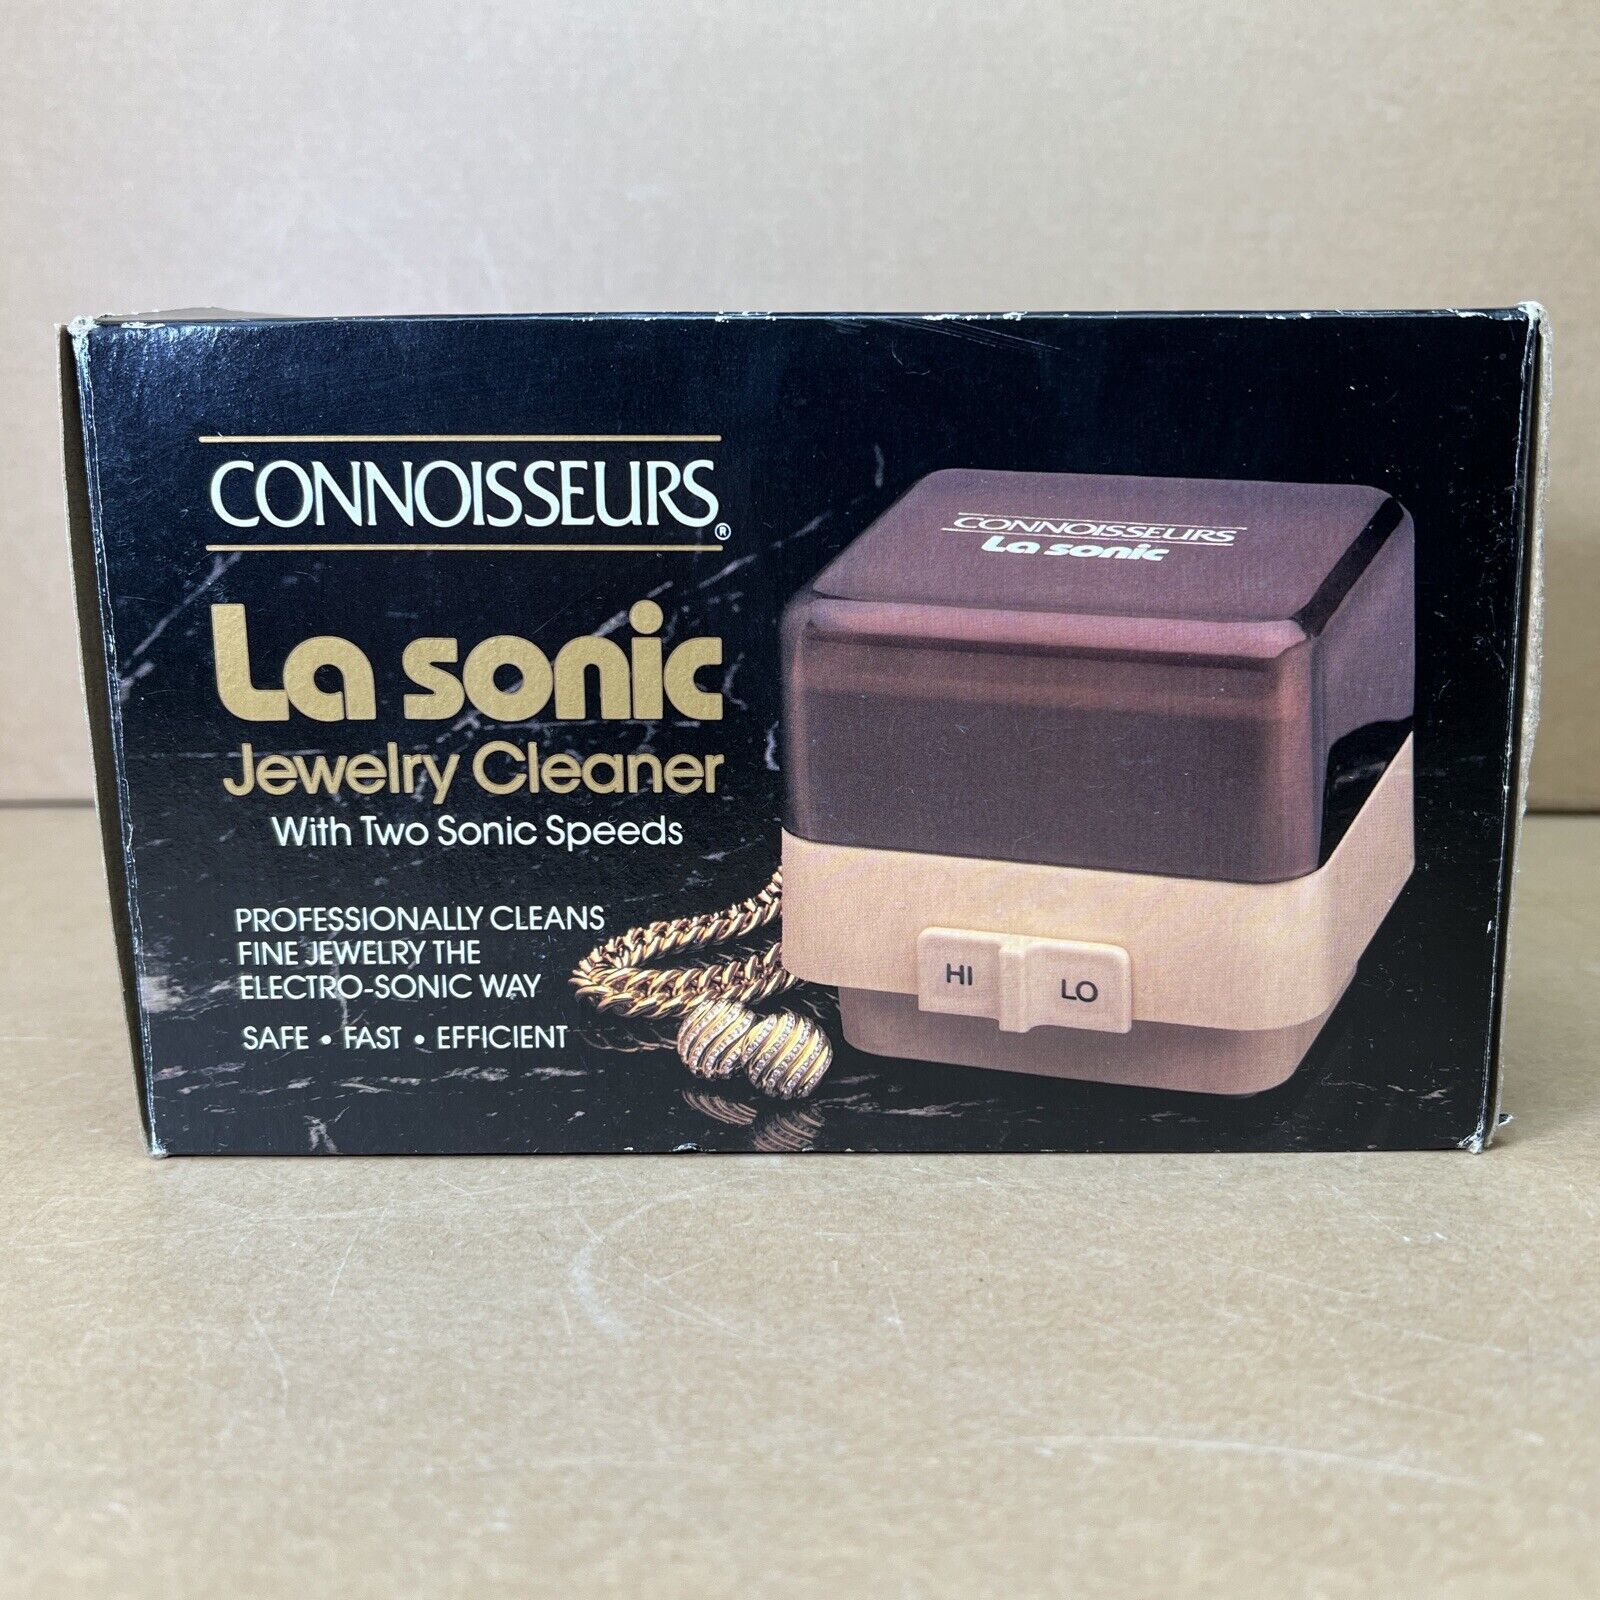 CONNOISSEURS®
La sonic
Jewelry Cleaner
With Two Sonic Speeds
PROFESSIONALLY CLEANS
FINE JEWELRY THE
ELECTRO-SONIC WAY
SAFE • FAST • EFFICIENT
CONNOISSEURS
La sonic
HI LO